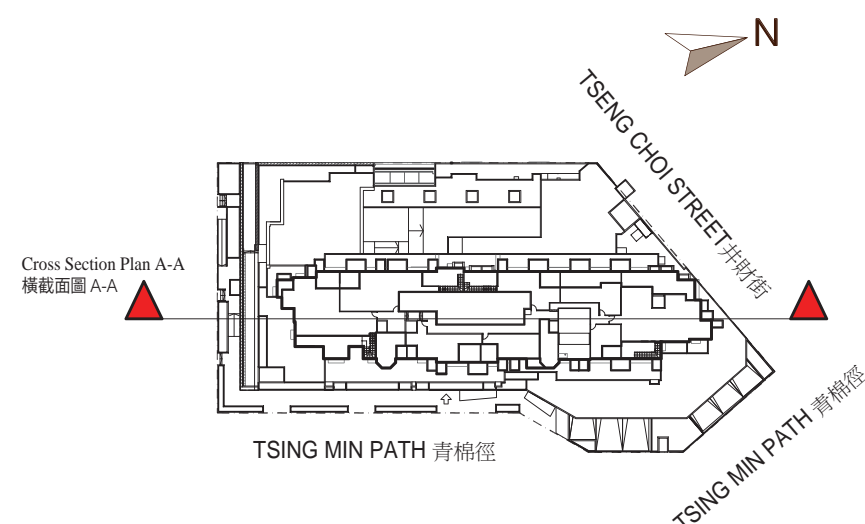 N
TSENG CHOI STREET 井財街
Cross Section Plan A-A
橫截面圖 A-A
TSING MIN PATH 青棉徑
TSING MIN PATH 青棉徑